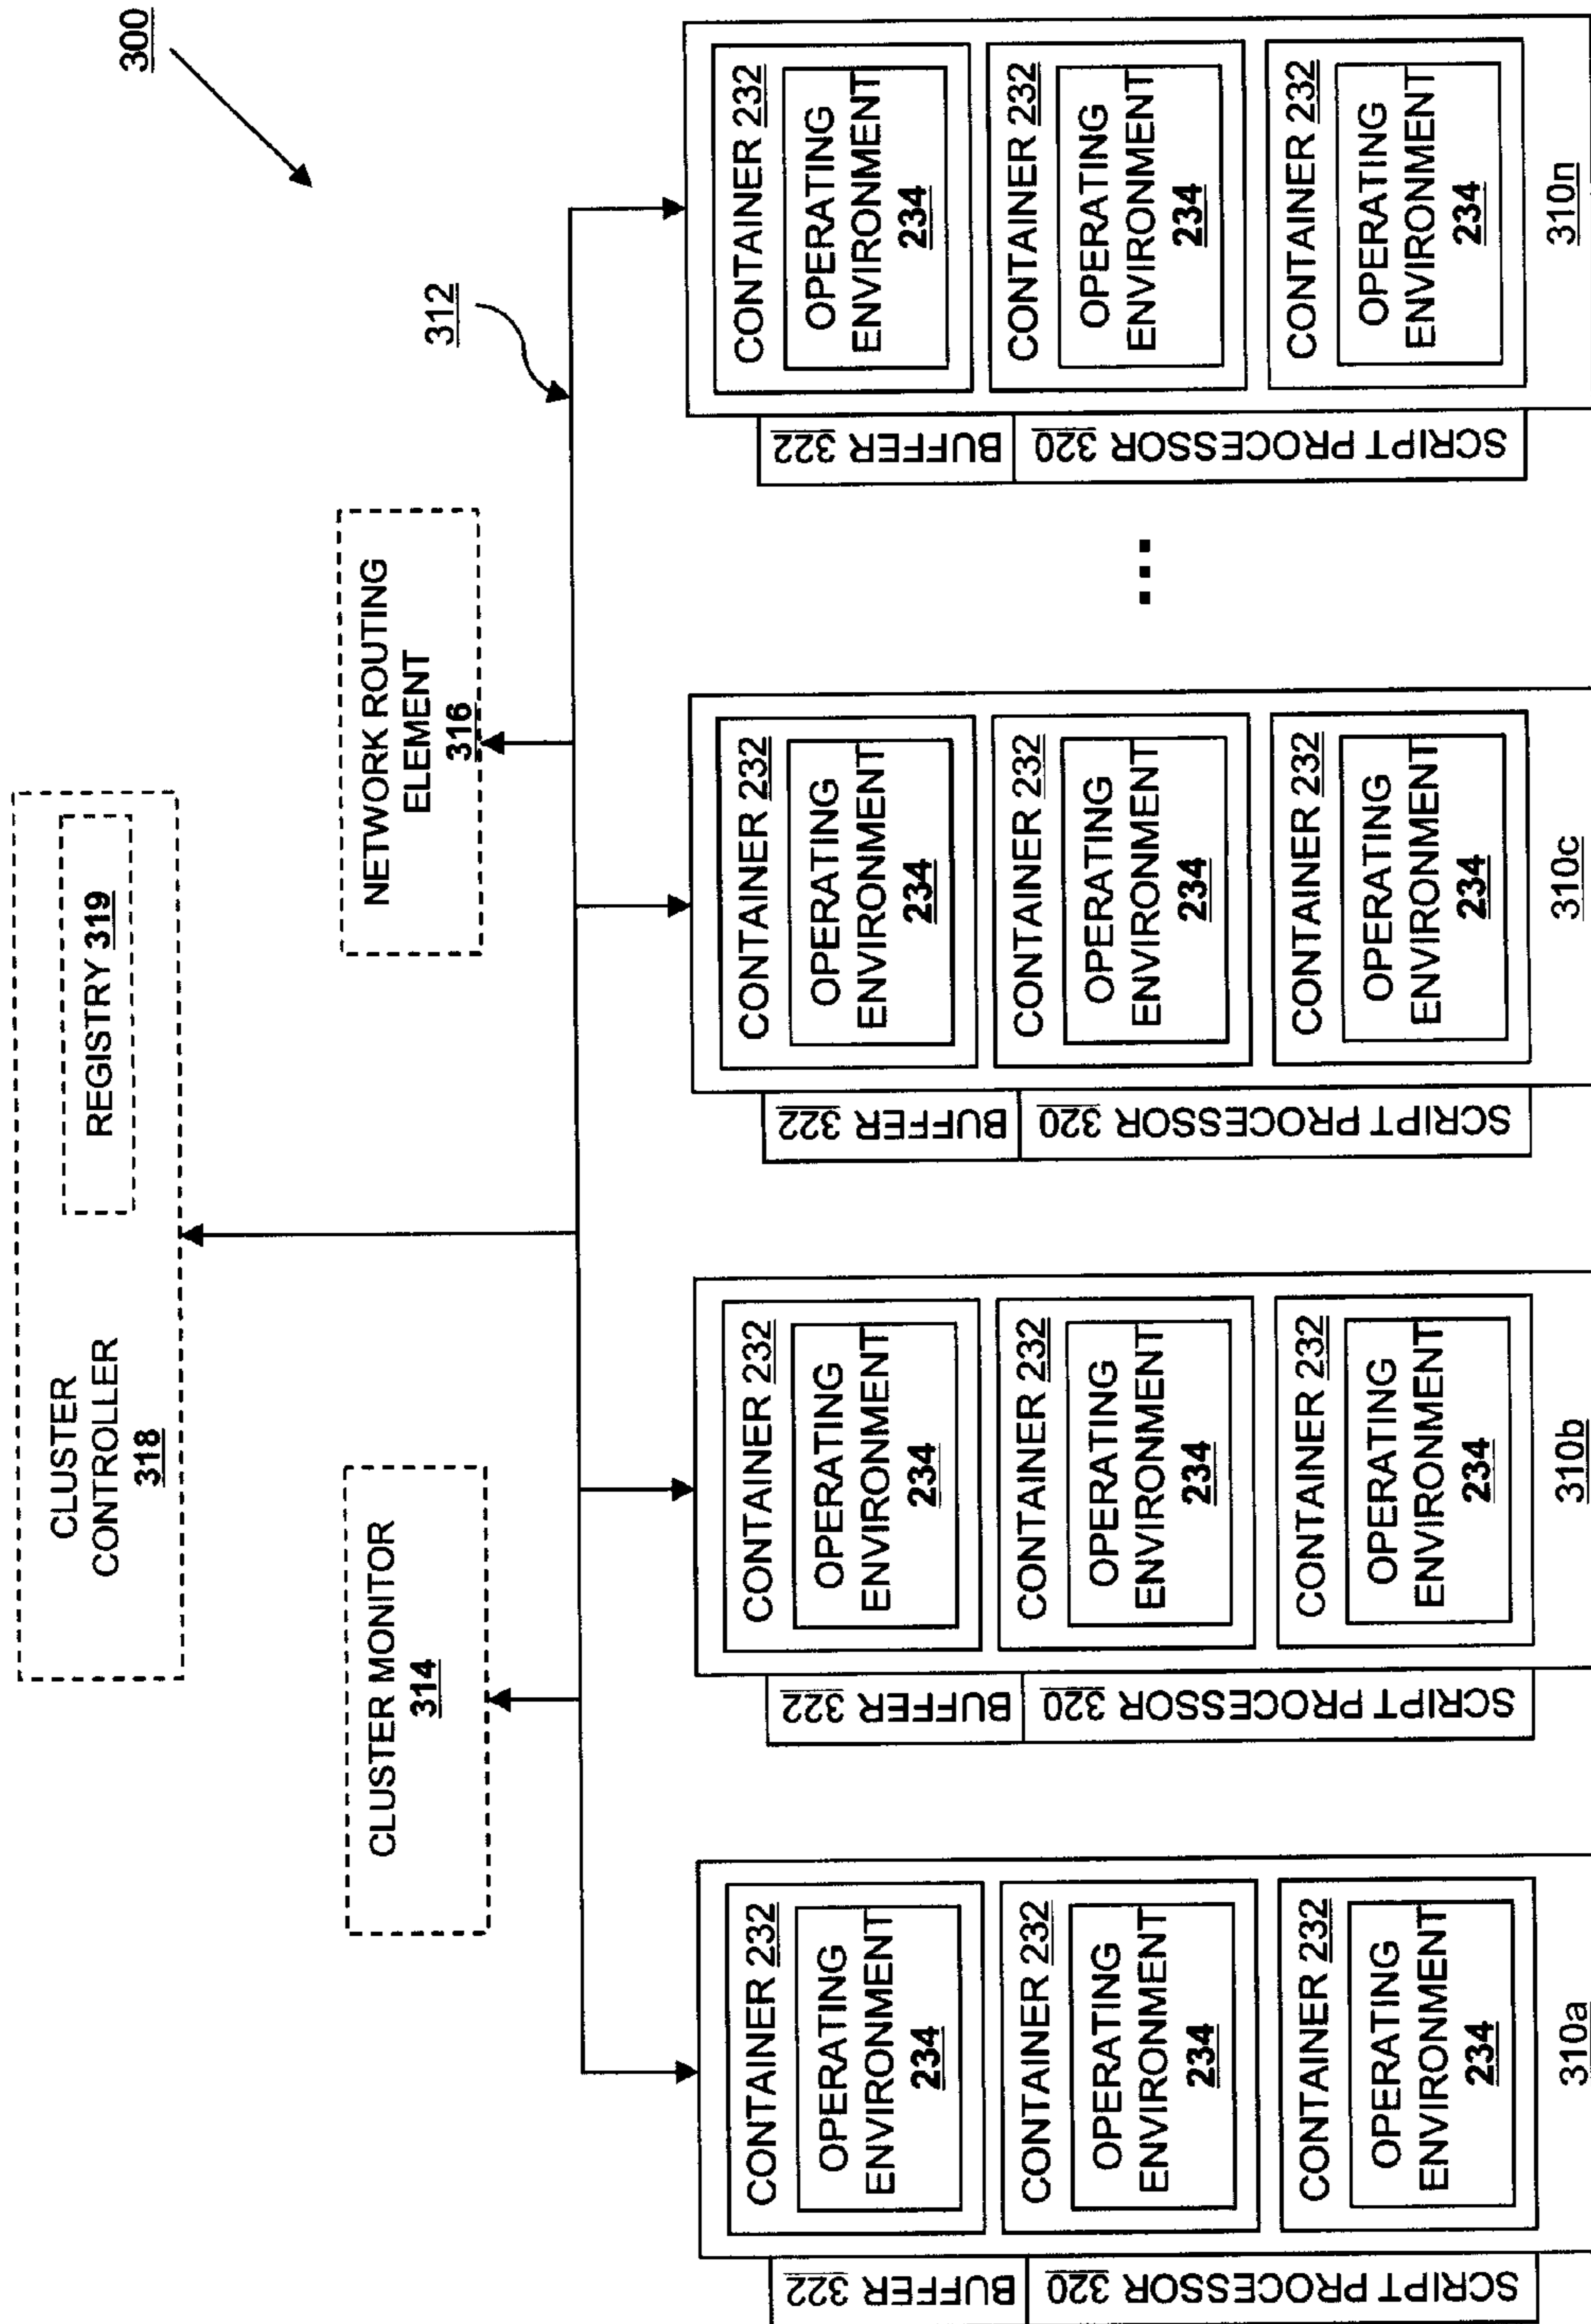 300
CLUSTER
CONTROLLER
318
REGISTRY 319
CLUSTER MONITOR
314
NETWORK ROUTING
ELEMENT
316
312
BUFFER 322
SCRIPT PROCESSOR 320
CONTAINER 232
OPERATING
ENVIRONMENT
234
CONTAINER 232
OPERATING
ENVIRONMENT
234
CONTAINER 232
OPERATING
ENVIRONMENT
234
310a
BUFFER 322
SCRIPT PROCESSOR 320
CONTAINER 232
OPERATING
ENVIRONMENT
234
CONTAINER 232
OPERATING
ENVIRONMENT
234
CONTAINER 232
OPERATING
ENVIRONMENT
234
310b
BUFFER 322
SCRIPT PROCESSOR 320
CONTAINER 232
OPERATING
ENVIRONMENT
234
CONTAINER 232
OPERATING
ENVIRONMENT
234
CONTAINER 232
OPERATING
ENVIRONMENT
234
310c
...
BUFFER 322
SCRIPT PROCESSOR 320
CONTAINER 232
OPERATING
ENVIRONMENT
234
CONTAINER 232
OPERATING
ENVIRONMENT
234
CONTAINER 232
OPERATING
ENVIRONMENT
234
310n